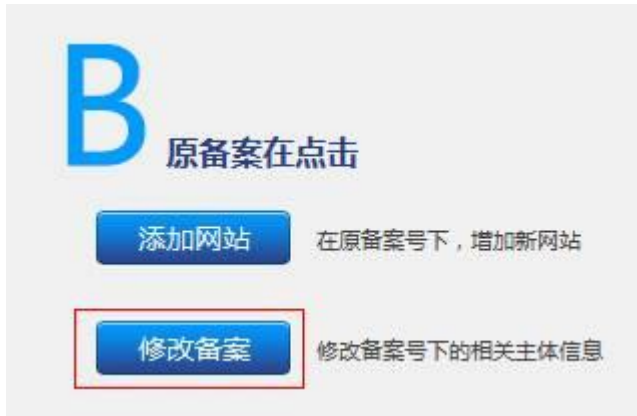 B 原备案在点击
添加网站 在原备案号下，增加新网站
修改备案 修改备案号下的相关主体信息